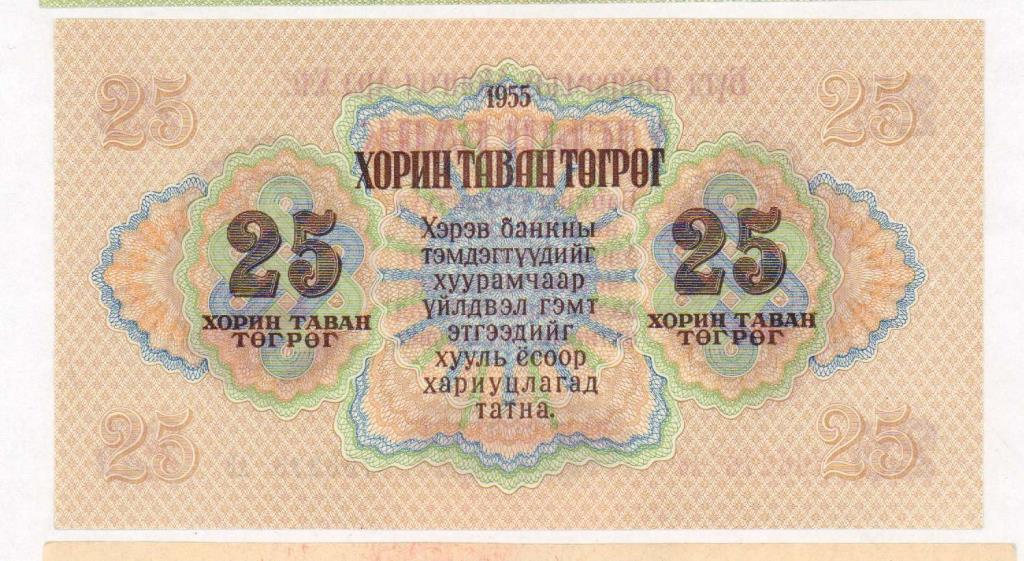 25
25
1955
ХОРИН ТАВАН ТӨГРӨГ
25
ХОРИН ТАВАН
ТӨГРӨГ
Хэрэв банкны
тэмдэгтүүдийг
хуурамчаар
үйлдвэл гэмт
этгээдийг
хууль ёсоор
хариуцлагад
татна.
25
ХОРИН ТАВАН
ТӨГРӨГ
25
25